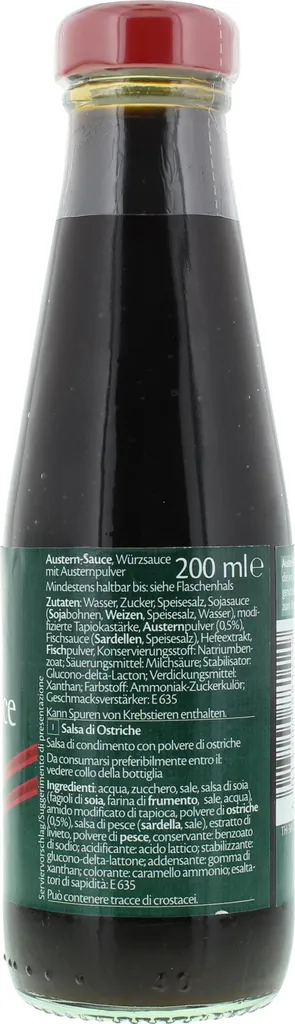 Austern-Sauce, Würzsauce
mit Austernpulver
200 ml e
Mindestens haltbar bis: siehe Flaschenhals
Zutaten: Wasser, Zucker, Speisesalz, Sojasauce
(Sojabohnen, Weizen, Speisesalz, Wasser), modi-
fizierte Tapiokastärke, Austernpulver (0,5%),
Fischsauce (Sardellen, Speisesalz), Hefeextrakt,
Fischpulver, Konservierungsstoff: Natriumben-
zoat; Säuerungsmittel: Milchsäure; Stabilisator:
Glucono-delta-Lacton; Verdickungsmittel:
Xanthan; Farbstoff: Ammoniak-Zuckerkulör;
Geschmacksverstärker: E 635
Kann Spuren von Krebstieren enthalten.
I Salsa di Ostriche
Salsa di condimento con polvere di ostriche
Da consumarsi preferibilmente entro il:
vedere collo della bottiglia
Ingredienti: acqua, zucchero, sale, salsa di soia
(fagioli di soia, farina di frumento, sale, acqua),
amido modificato di tapioca, polvere di ostriche
(0,5%), salsa di pesce (sardella, sale), estratto di
lievito, polvere di pesce, conservante: benzoato
di sodio; acidificante: acido lattico; stabilizzante:
glucono-delta-lattone; addensante: gomma di
xanthan; colorante: caramello ammonio; esalta-
tori di sapidità: E 635
Può contenere tracce di crostacei.
Serviervorschlag/Suggerimento di presentazione
ce